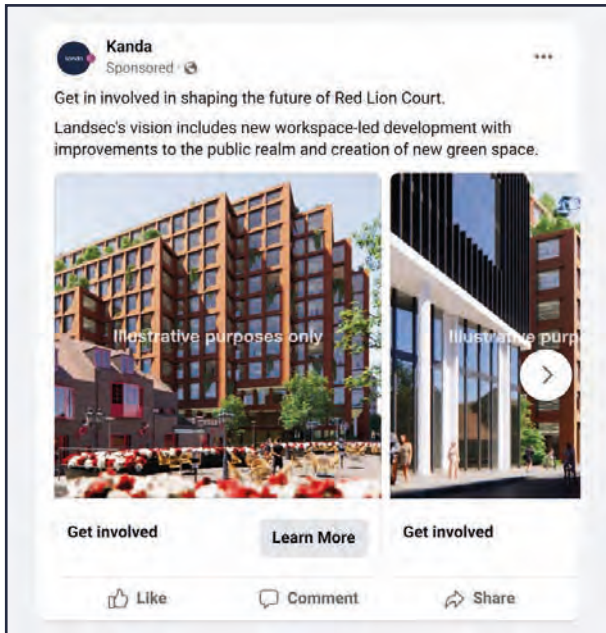 Kanda
Sponsored ·
Get in involved in shaping the future of Red Lion Court.
Landsec's vision includes new workspace-led development with
improvements to the public realm and creation of new green space.
Illustrative purposes only
Illustrative purp
Get involved
Learn More
Get involved
Like
Comment
Share